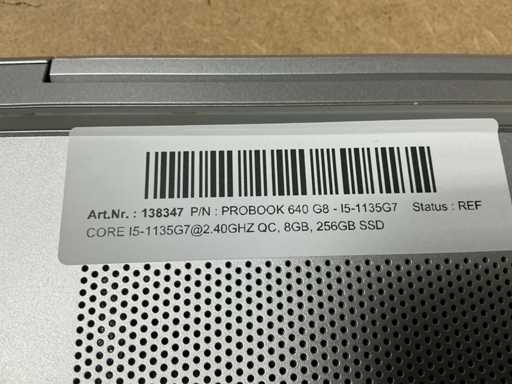 Art.Nr. : 138347 P/N : PROBOOK 640 G8 - I5-1135G7 Status : REF
CORE I5-1135G7@2.40GHZ QC, 8GB, 256GB SSD